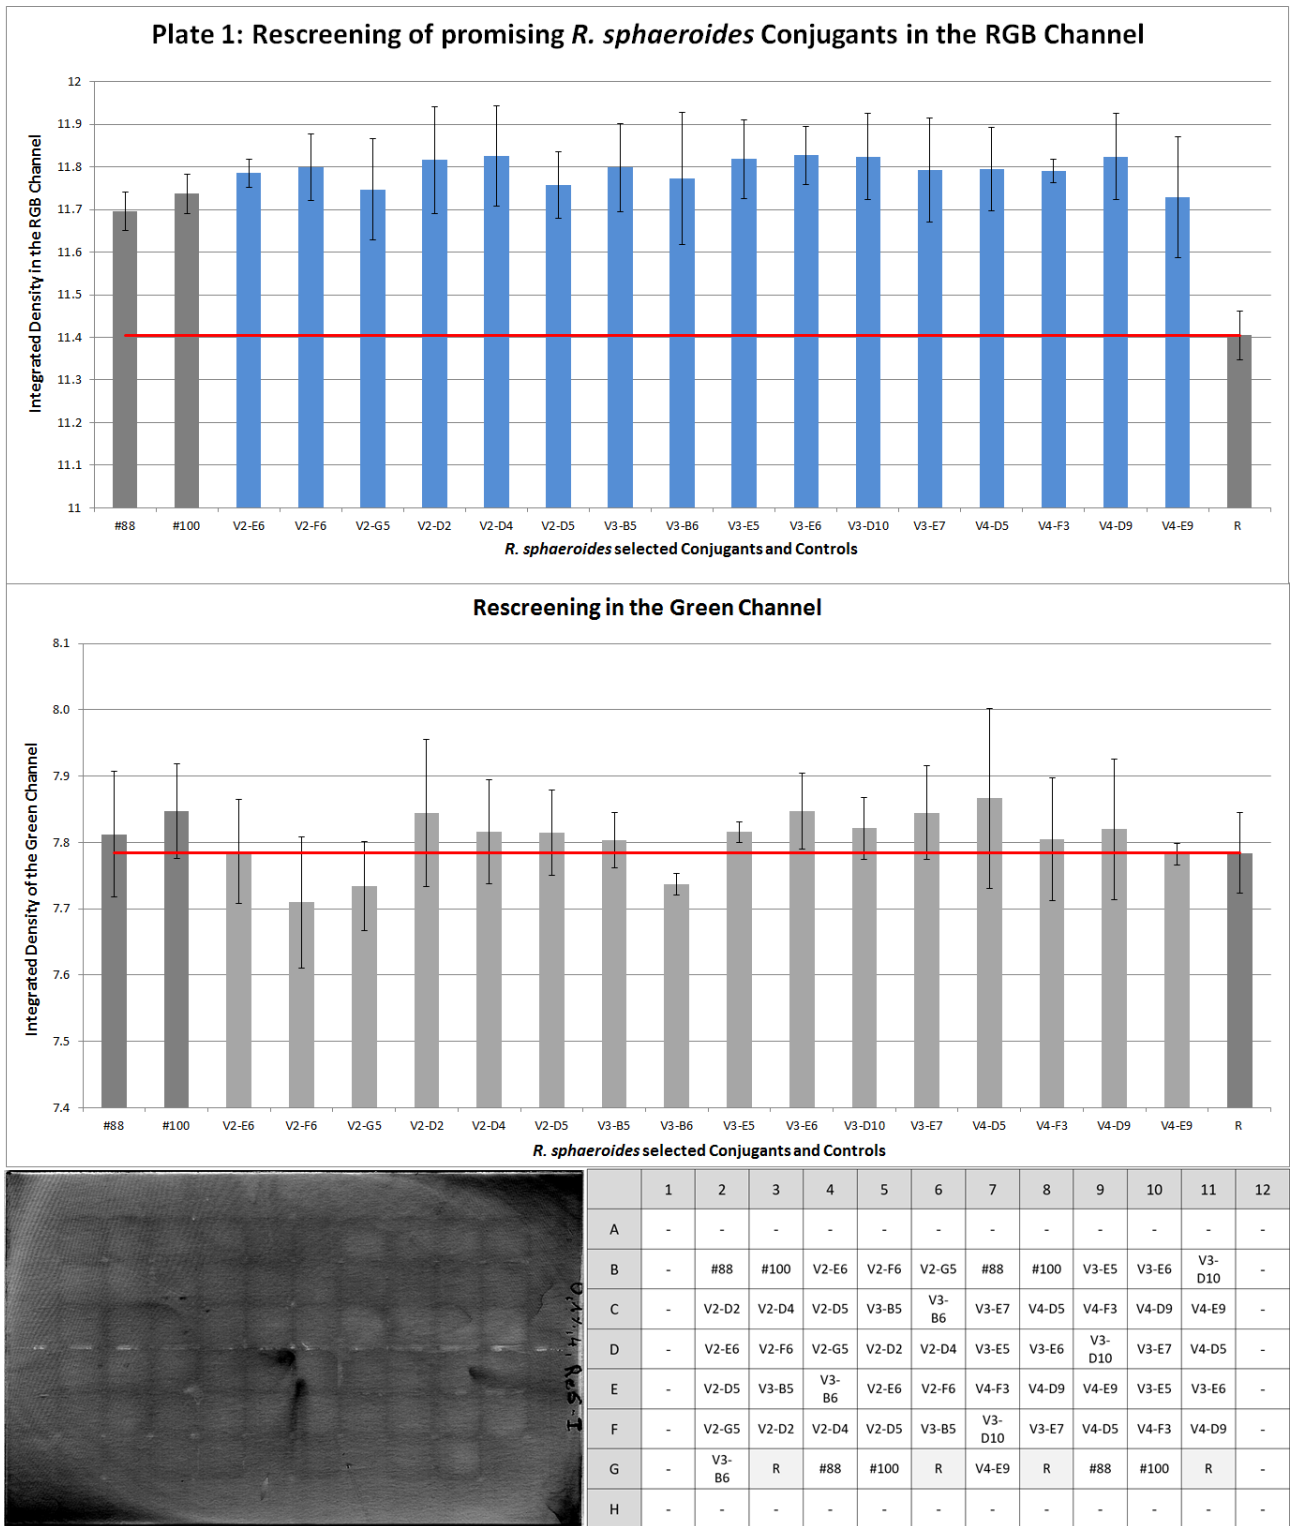 Plate 1: Rescreening of promising R. sphaeroides Conjugants in the RGB Channel
Integrated Density in the RGB Channel
12
11.9
11.8
11.7
11.6
11.5
11.4
11.3
11.2
11.1
11
#88 #100 V2-E6 V2-F6 V2-G5 V2-D2 V2-D4 V2-D5 V3-B5 V3-B6 V3-E5 V3-E6 V3-D10 V3-E7 V4-D5 V4-F3 V4-D9 V4-E9 R
R. sphaeroides selected Conjugants and Controls
Rescreening in the Green Channel
Integrated Density of the Green Channel
8.1
8.0
7.9
7.8
7.7
7.6
7.5
7.4
#88 #100 V2-E6 V2-F6 V2-G5 V2-D2 V2-D4 V2-D5 V3-B5 V3-B6 V3-E5 V3-E6 V3-D10 V3-E7 V4-D5 V4-F3 V4-D9 V4-E9 R
R. sphaeroides selected Conjugants and Controls
ReS-I
1 2 3 4 5 6 7 8 9 10 11 12
A - - - - - - - - - - - -
B - #88 #100 V2-E6 V2-F6 V2-G5 #88 #100 V3-E5 V3-E6 V3-D10 -
C - V2-D2 V2-D4 V2-D5 V3-B5 V3-B6 V3-E7 V4-D5 V4-F3 V4-D9 V4-E9 -
D - V2-E6 V2-F6 V2-G5 V2-D2 V2-D4 V3-E5 V3-E6 V3-D10 V3-E7 V4-D5 -
E - V2-D5 V3-B5 V3-B6 V2-E6 V2-F6 V4-F3 V4-D9 V4-E9 V3-E5 V3-E6 -
F - V2-G5 V2-D2 V2-D4 V2-D5 V3-B5 V3-D10 V3-E7 V4-D5 V4-F3 V4-D9 -
G - V3-B6 R #88 #100 R V4-E9 R #88 #100 R -
H - - - - - - - - - - - -